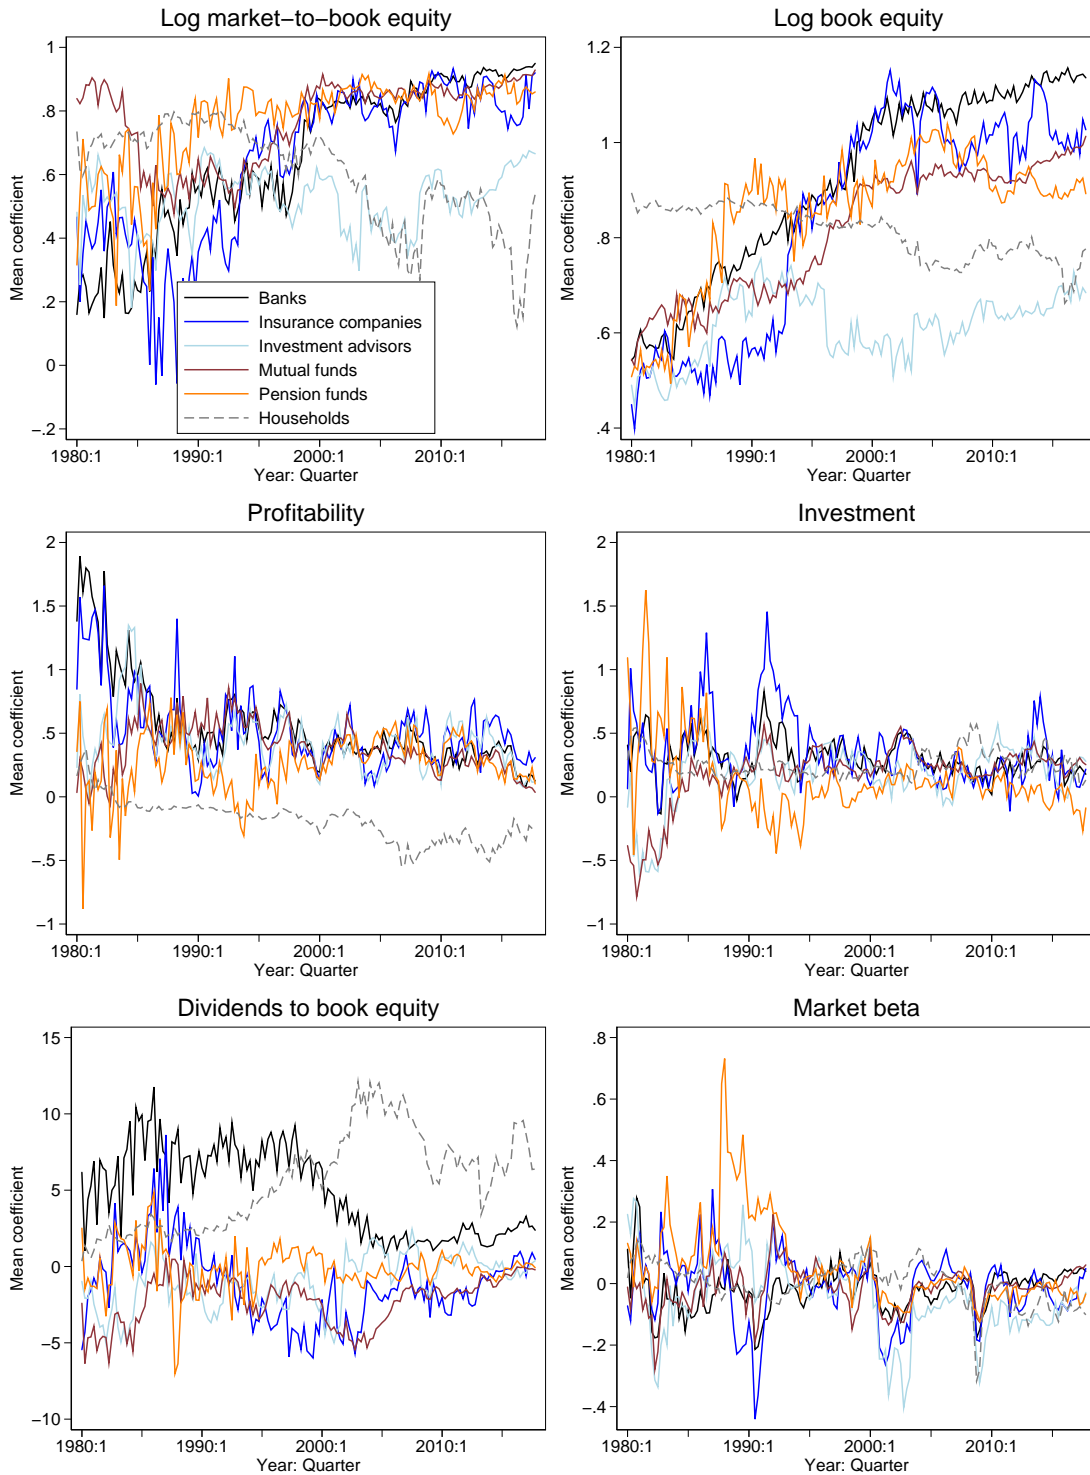 Log market−to−book equity
Mean coefficient
1
.8
.6
.4
.2
0
−.2
Banks
Insurance companies
Investment advisors
Mutual funds
Pension funds
Households
1980:1 1990:1 2000:1 2010:1
Year: Quarter
Log book equity
Mean coefficient
1.2
1
.8
.6
.4
1980:1 1990:1 2000:1 2010:1
Year: Quarter
Profitability
Mean coefficient
2
1.5
1
.5
0
−.5
−1
1980:1 1990:1 2000:1 2010:1
Year: Quarter
Investment
Mean coefficient
2
1.5
1
.5
0
−.5
−1
1980:1 1990:1 2000:1 2010:1
Year: Quarter
Dividends to book equity
Mean coefficient
15
10
5
0
−5
−10
1980:1 1990:1 2000:1 2010:1
Year: Quarter
Market beta
Mean coefficient
.8
.6
.4
.2
0
−.2
−.4
1980:1 1990:1 2000:1 2010:1
Year: Quarter